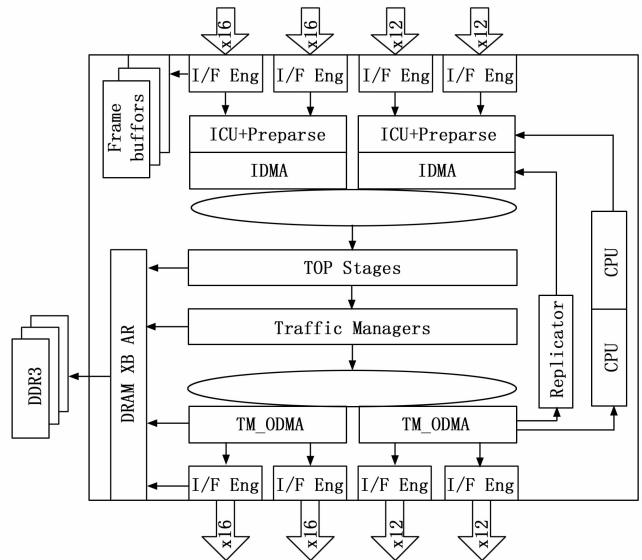 x16
x16
x12
x12
I/F Eng
I/F Eng
I/F Eng
I/F Eng
Frame
buffors
ICU+Preparse
ICU+Preparse
IDMA
IDMA
TOP Stages
Traffic Managers
DRAM XB AR
DDR3
Replicator
CPU
CPU
TM_ODMA
TM_ODMA
I/F Eng
I/F Eng
I/F Eng
I/F Eng
x16
x16
x12
x12